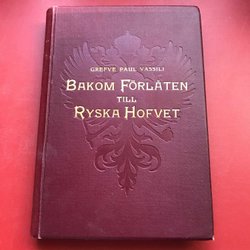 GREFVE PAUL VASSILI
BAKOM FÖRLÅTEN
TILL
RYSKA HOFVET